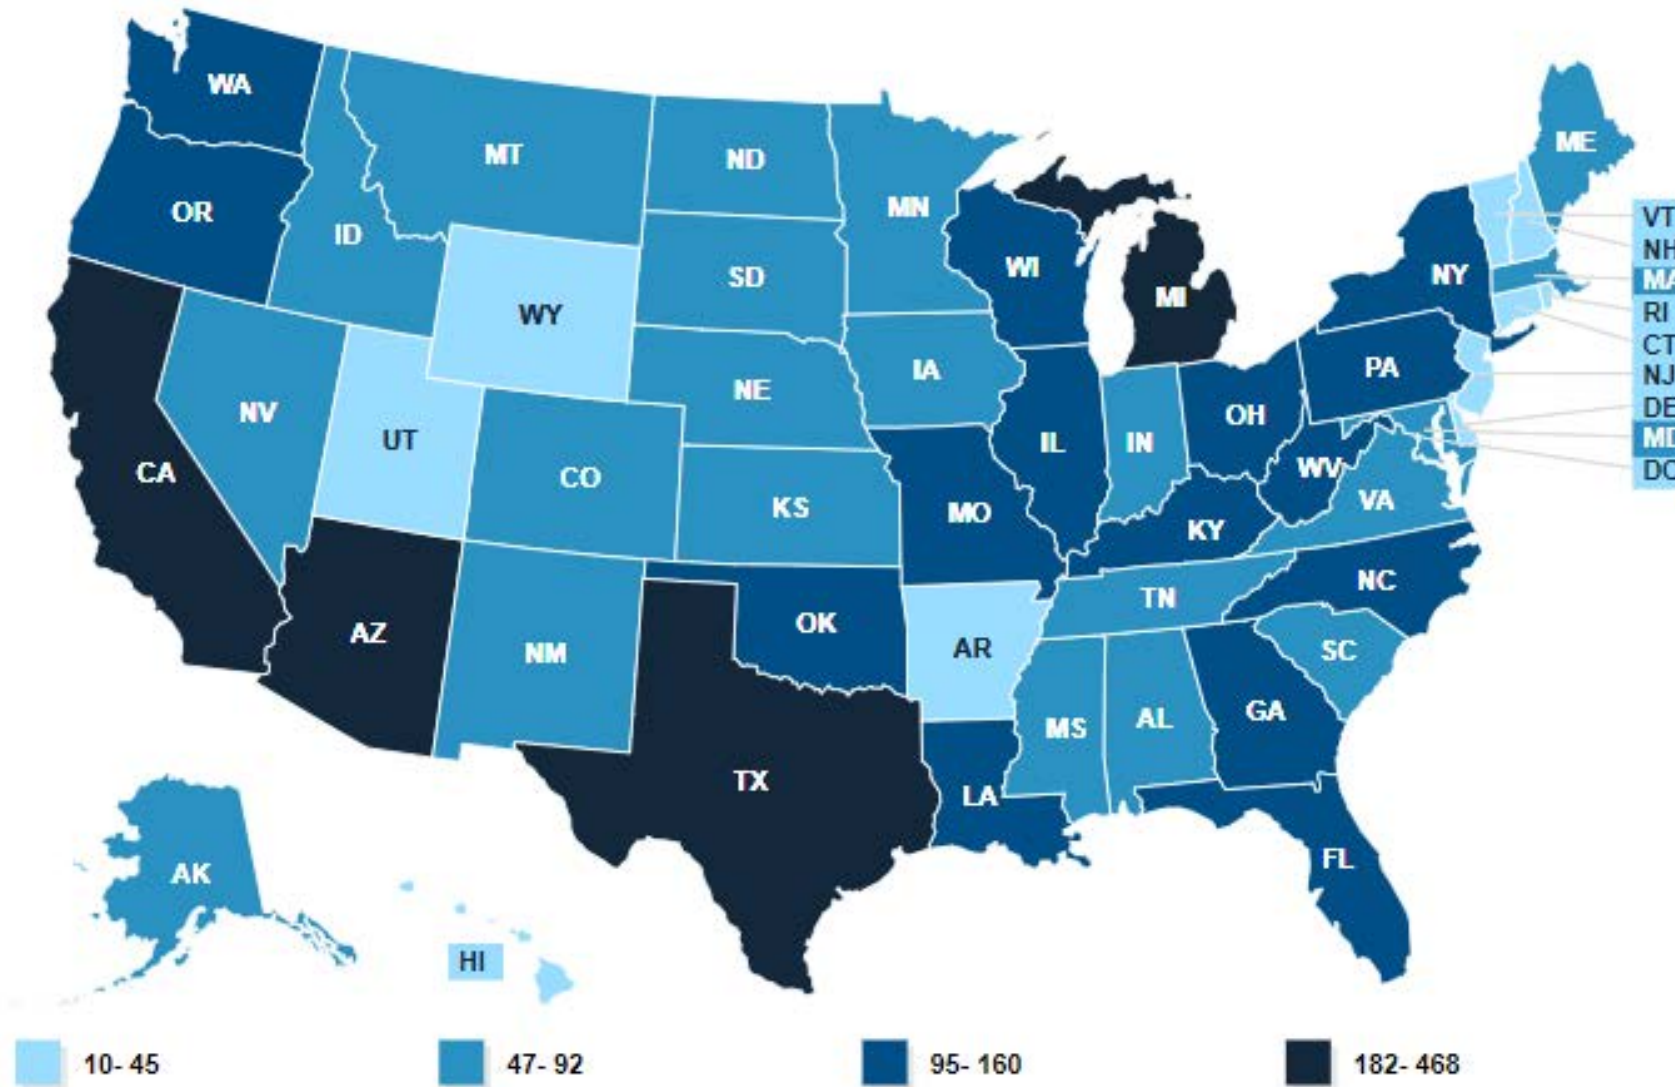 WA
ME
MT
ND
OR
MN
VT
ID
NH
WI
NY
SD
MA
MI
RI
WY
CT
PA
NJ
IA
NE
DE
NV
OH
MD
UT
IL
IN
DC
CA
CO
WV
VA
KS
MO
KY
NC
TN
AZ
OK
AR
NM
SC
GA
MS
AL
TX
LA
FL
AK
HI
10- 45 47- 92 95- 160 182- 468